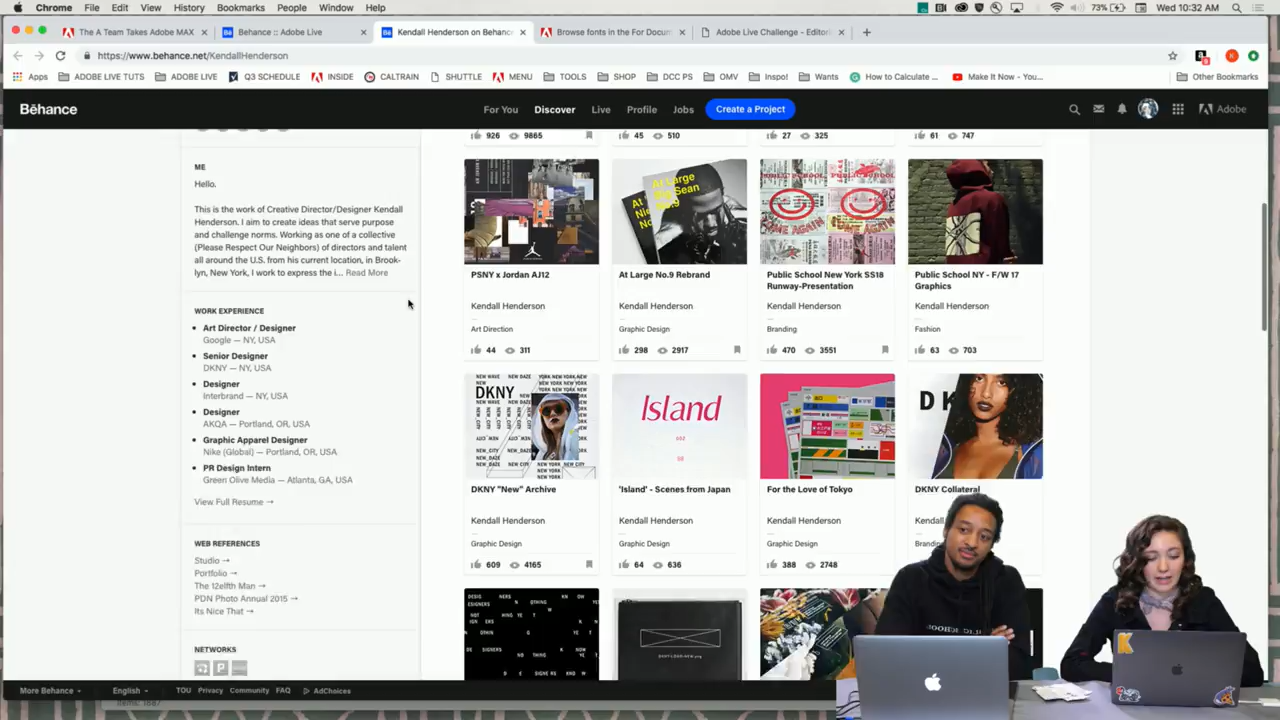 Chrome File Edit View History Bookmarks People Window Help
73% Wed 10:32 AM
The A Team Takes Adobe MAX
Behance :: Adobe Live
Kendall Henderson on Behance
Browse fonts in the For Docum
Adobe Live Challenge - Editori
https://www.behance.net/KendallHenderson
Apps ADOBE LIVE TUTS ADOBE LIVE Q3 SCHEDULE INSIDE CALTRAIN SHUTTLE MENU TOOLS SHOP DCC PS OMV Inspo! Wants How to Calculate ... Make It Now - You... Other Bookmarks
Bēhance
For You Discover Live Profile Jobs Create a Project
Adobe
926 9865
45 510
27 325
61 747
ME
Hello.
This is the work of Creative Director/Designer Kendall
Henderson. I aim to create ideas that serve purpose
and challenge norms. Working as one of a collective
(Please Respect Our Neighbors) of directors and talent
all around the U.S. from his current location, in Brook-
lyn, New York, I work to express the i... Read More
WORK EXPERIENCE
Art Director / Designer
Google — NY, USA
Senior Designer
DKNY — NY, USA
Designer
Interbrand — NY, USA
Designer
AKQA — Portland, OR, USA
Graphic Apparel Designer
Nike (Global) — Portland, OR, USA
PR Design Intern
Green Olive Media — Atlanta, GA, USA
View Full Resume →
WEB REFERENCES
Studio →
Portfolio →
The 12elfth Man →
PDN Photo Annual 2015 →
Its Nice That →
NETWORKS
PSNY x Jordan AJ12
Kendall Henderson
Art Direction
44 311
At Large
No.9
At Large No.9 Rebrand
Kendall Henderson
Graphic Design
298 2917
Public School New York SS18
Runway-Presentation
Kendall Henderson
Branding
470 3551
Public School NY - F/W 17
Graphics
Kendall Henderson
Fashion
63 703
DKNY
DKNY "New" Archive
Kendall Henderson
Graphic Design
609 4165
Island
'Island' - Scenes from Japan
Kendall Henderson
Graphic Design
64 636
For the Love of Tokyo
Kendall Henderson
Graphic Design
388 2748
DK
DKNY Collateral
More Behance English TOU Privacy Community FAQ AdChoices